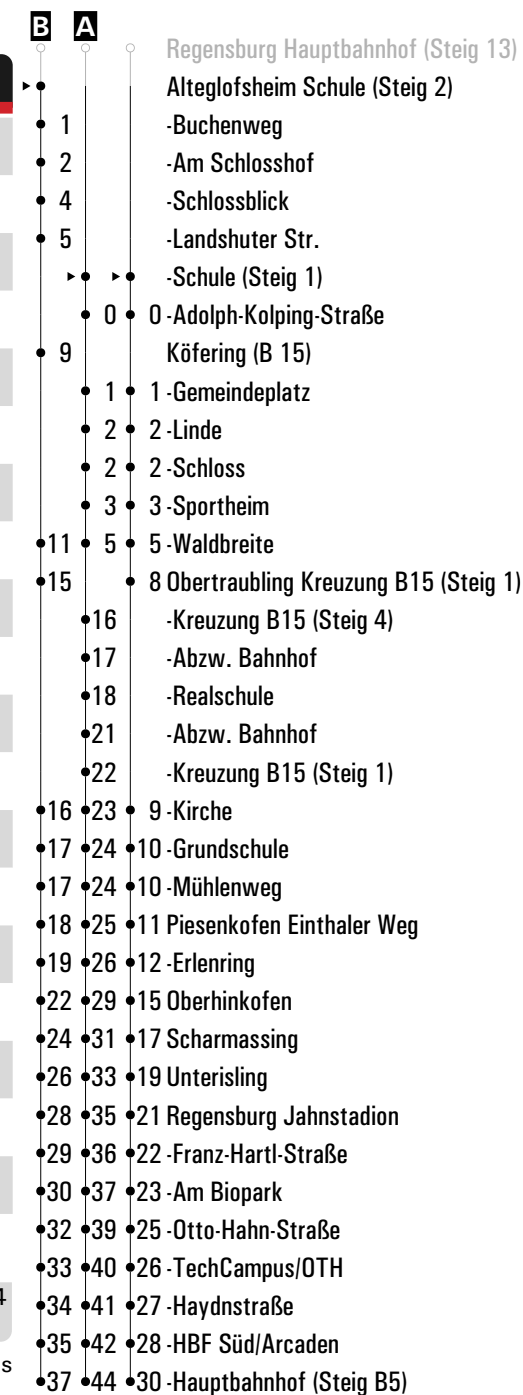 B A
Regensburg Hauptbahnhof (Steig 13)
Alteglofsheim Schule (Steig 2)
1 -Buchenweg
2 -Am Schlosshof
4 -Schlossblick
5 -Landshuter Str.
-Schule (Steig 1)
0 0 -Adolph-Kolping-Straße
9 Köfering (B 15)
1 1 -Gemeindeplatz
2 2 -Linde
2 2 -Schloss
3 3 -Sportheim
11 5 5 -Waldbreite
15 8 Obertraubling Kreuzung B15 (Steig 1)
16 -Kreuzung B15 (Steig 4)
17 -Abzw. Bahnhof
18 -Realschule
21 -Abzw. Bahnhof
22 -Kreuzung B15 (Steig 1)
16 23 9 -Kirche
17 24 10 -Grundschule
17 24 10 -Mühlenweg
18 25 11 Piesenkofen Einthaler Weg
19 26 12 -Erlenring
22 29 15 Oberhinkofen
24 31 17 Scharmassing
26 33 19 Unterisling
28 35 21 Regensburg Jahnstadion
29 36 22 -Franz-Hartl-Straße
30 37 23 -Am Biopark
32 39 25 -Otto-Hahn-Straße
33 40 26 -TechCampus/OTH
4 34 41 27 -Haydnstraße
35 42 28 -HBF Süd/Arcaden
s 37 44 30 -Hauptbahnhof (Steig B5)